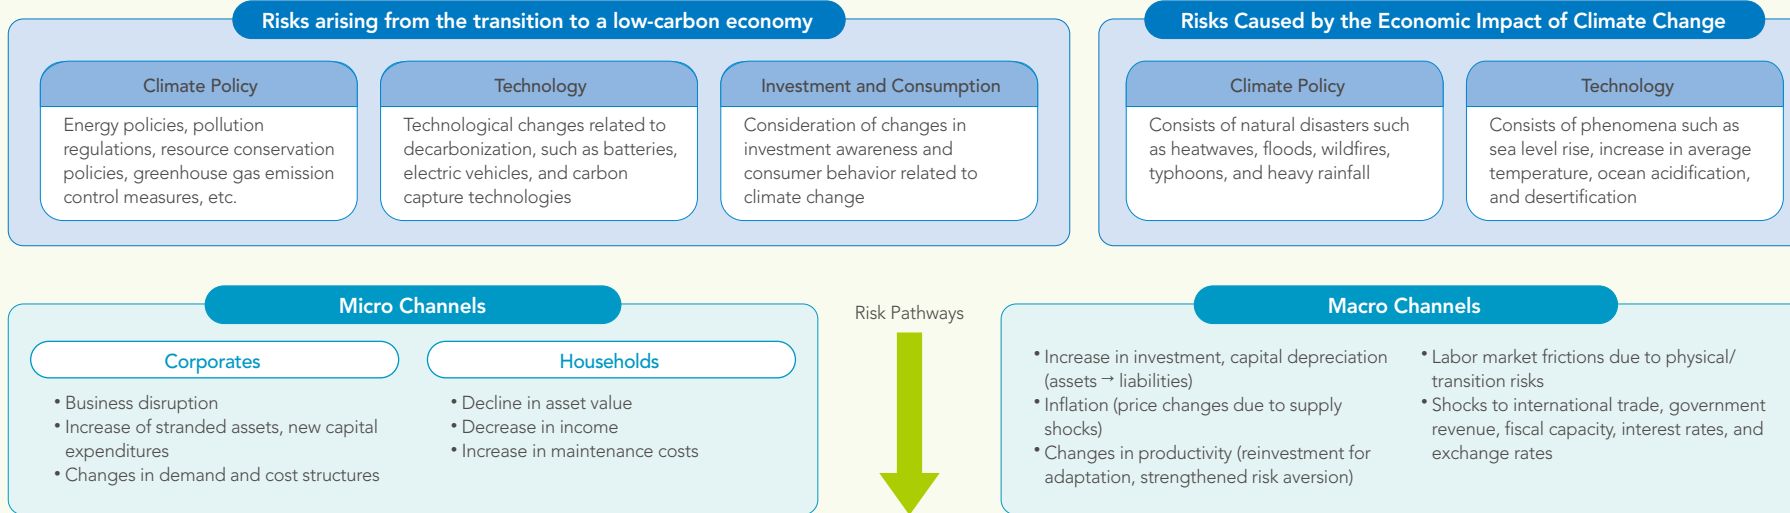 Risks arising from the transition to a low-carbon economy
Climate Policy
Energy policies, pollution
regulations, resource conservation
policies, greenhouse gas emission
control measures, etc.
Technology
Technological changes related to
decarbonization, such as batteries,
electric vehicles, and carbon
capture technologies
Investment and Consumption
Consideration of changes in
investment awareness and
consumer behavior related to
climate change
Risks Caused by the Economic Impact of Climate Change
Climate Policy
Consists of natural disasters such
as heatwaves, floods, wildfires,
typhoons, and heavy rainfall
Technology
Consists of phenomena such as
sea level rise, increase in average
temperature, ocean acidification,
and desertification
Micro Channels
Corporates
• Business disruption
• Increase of stranded assets, new capital
expenditures
• Changes in demand and cost structures
Households
• Decline in asset value
• Decrease in income
• Increase in maintenance costs
Risk Pathways
Macro Channels
• Increase in investment, capital depreciation
(assets → liabilities)
• Inflation (price changes due to supply
shocks)
• Changes in productivity (reinvestment for
adaptation, strengthened risk aversion)
• Labor market frictions due to physical/
transition risks
• Shocks to international trade, government
revenue, fiscal capacity, interest rates, and
exchange rates